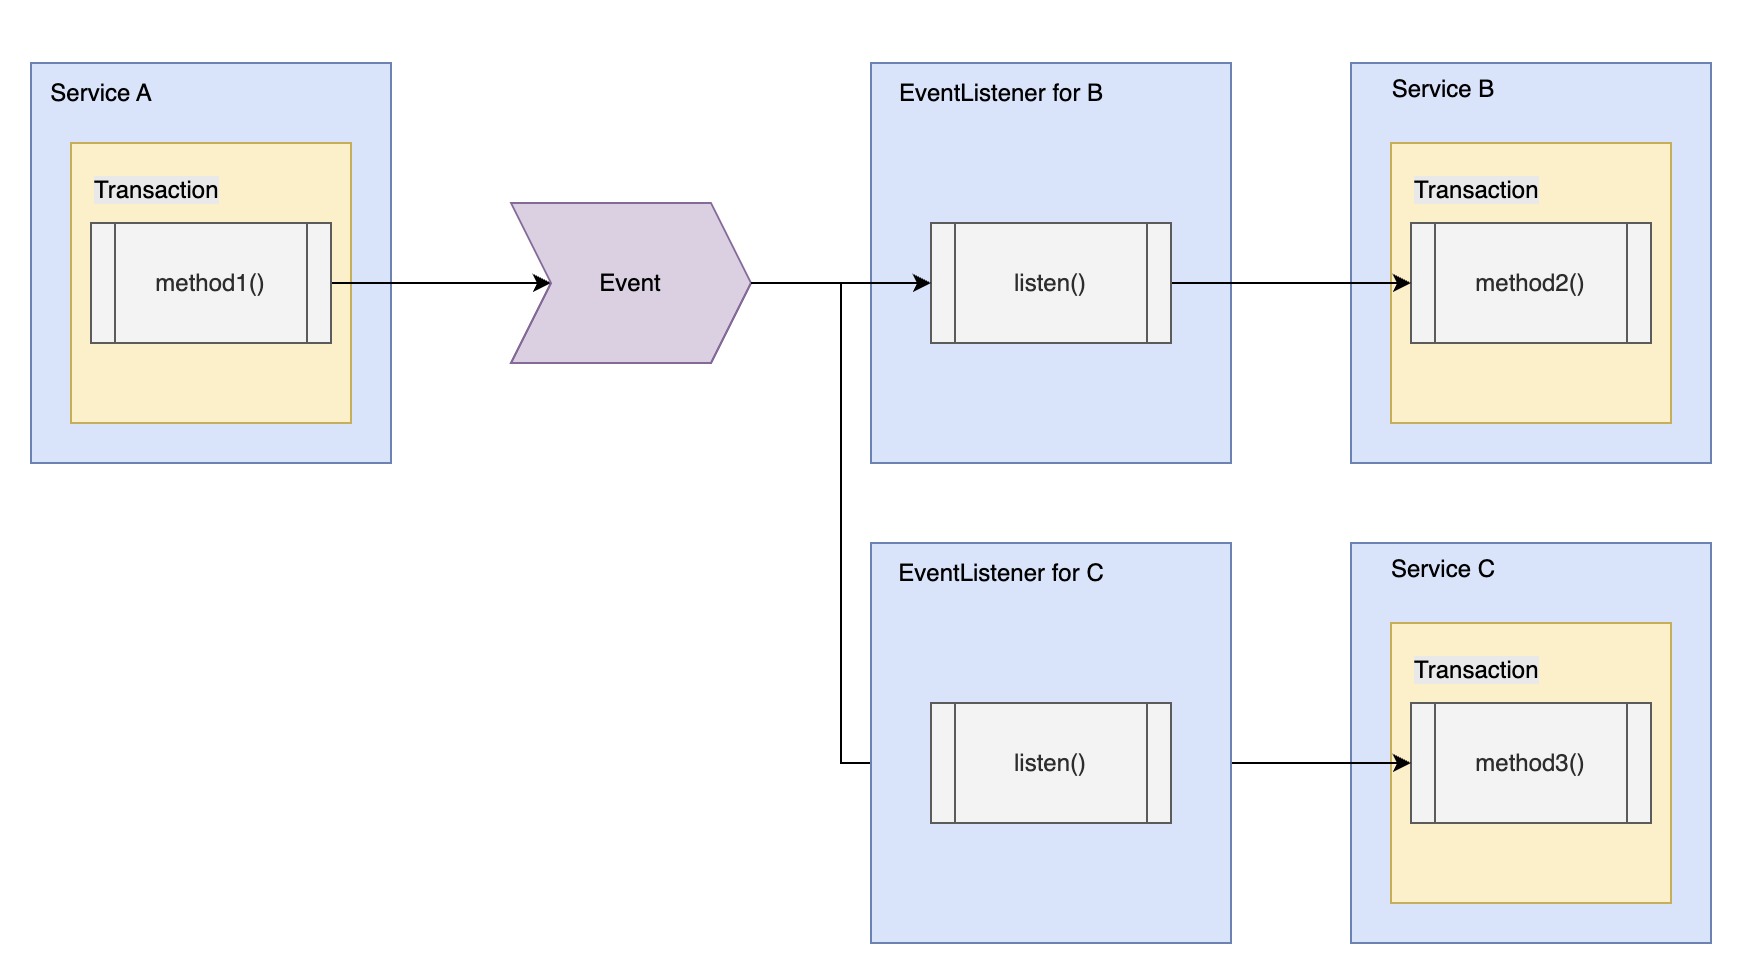 Service A
Transaction
method1()
Event
EventListener for B
listen()
Service B
Transaction
method2()
EventListener for C
listen()
Service C
Transaction
method3()